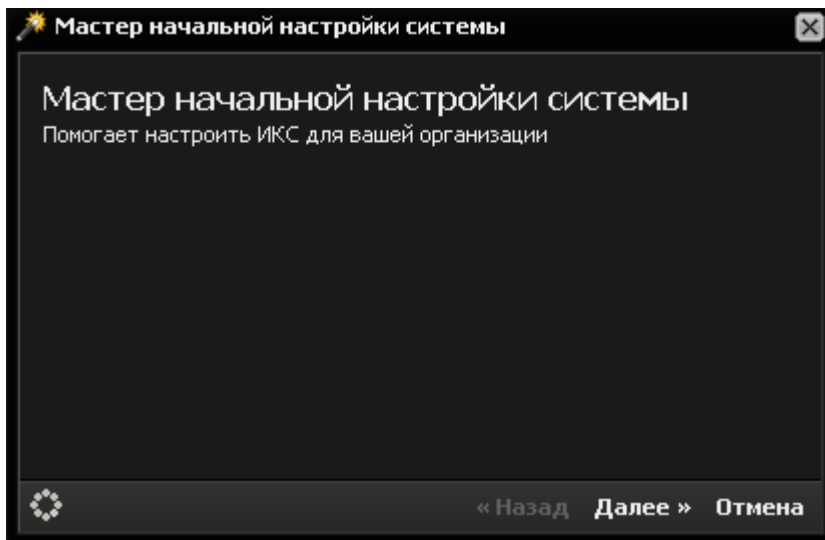 Мастер начальной настройки системы
Мастер начальной настройки системы
Помогает настроить ИКС для вашей организации
« Назад Далее » Отмена